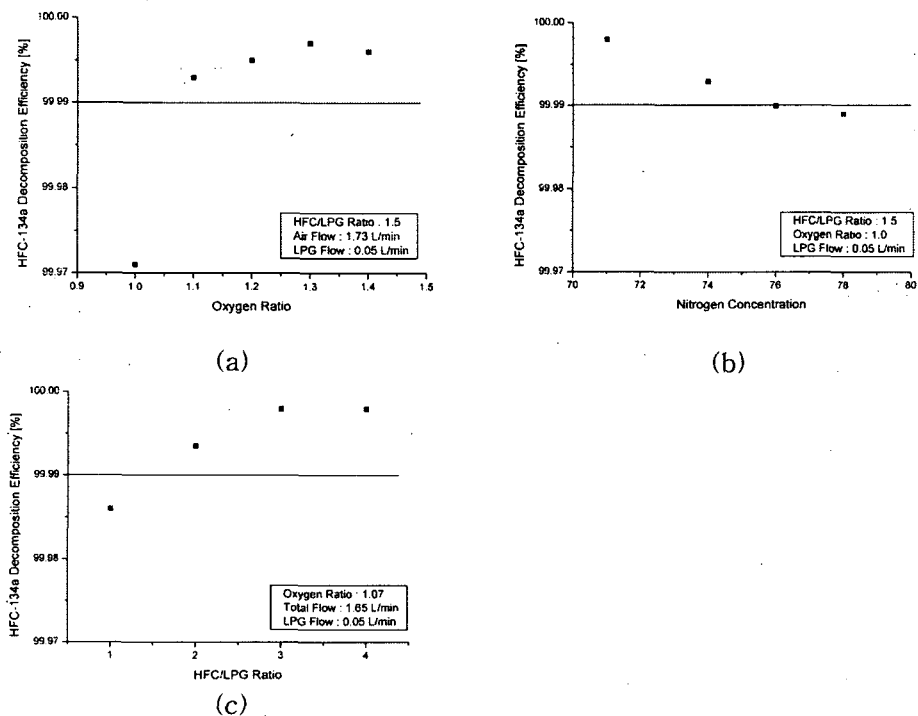 100.00
99.99
99.98
99.97
HFC-134a Decomposition Efficiency [%]
HFC/LPG Ratio : 1.5
Air Flow : 1.73 L/min
LPG Flow : 0.05 L/min
0.9 1.0 1.1 1.2 1.3 1.4 1.5
Oxygen Ratio
(a)
100.00
99.99
99.98
99.97
HFC-134a Decomposition Efficiency [%]
HFC/LPG Ratio : 1.5
Oxygen Ratio : 1.0
LPG Flow : 0.05 L/min
70 72 74 76 78 80
Nitrogen Concentration
(b)
100.00
99.99
99.98
99.97
HFC-134a Decomposition Efficiency [%]
Oxygen Ratio : 1.07
Total Flow : 1.65 L/min
LPG Flow : 0.05 L/min
1 2 3 4
HFC/LPG Ratio
(c)